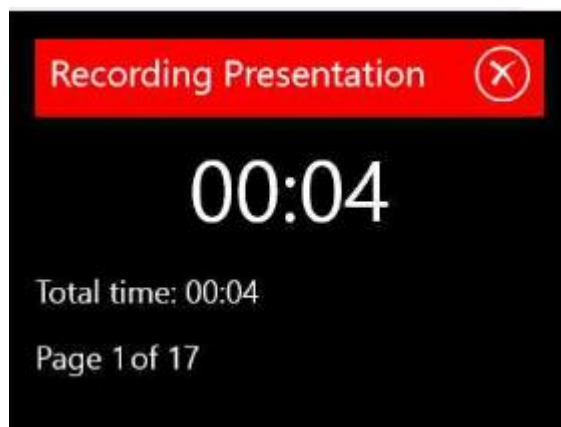 Recording Presentation
00:04
Total time: 00:04
Page 1 of 17